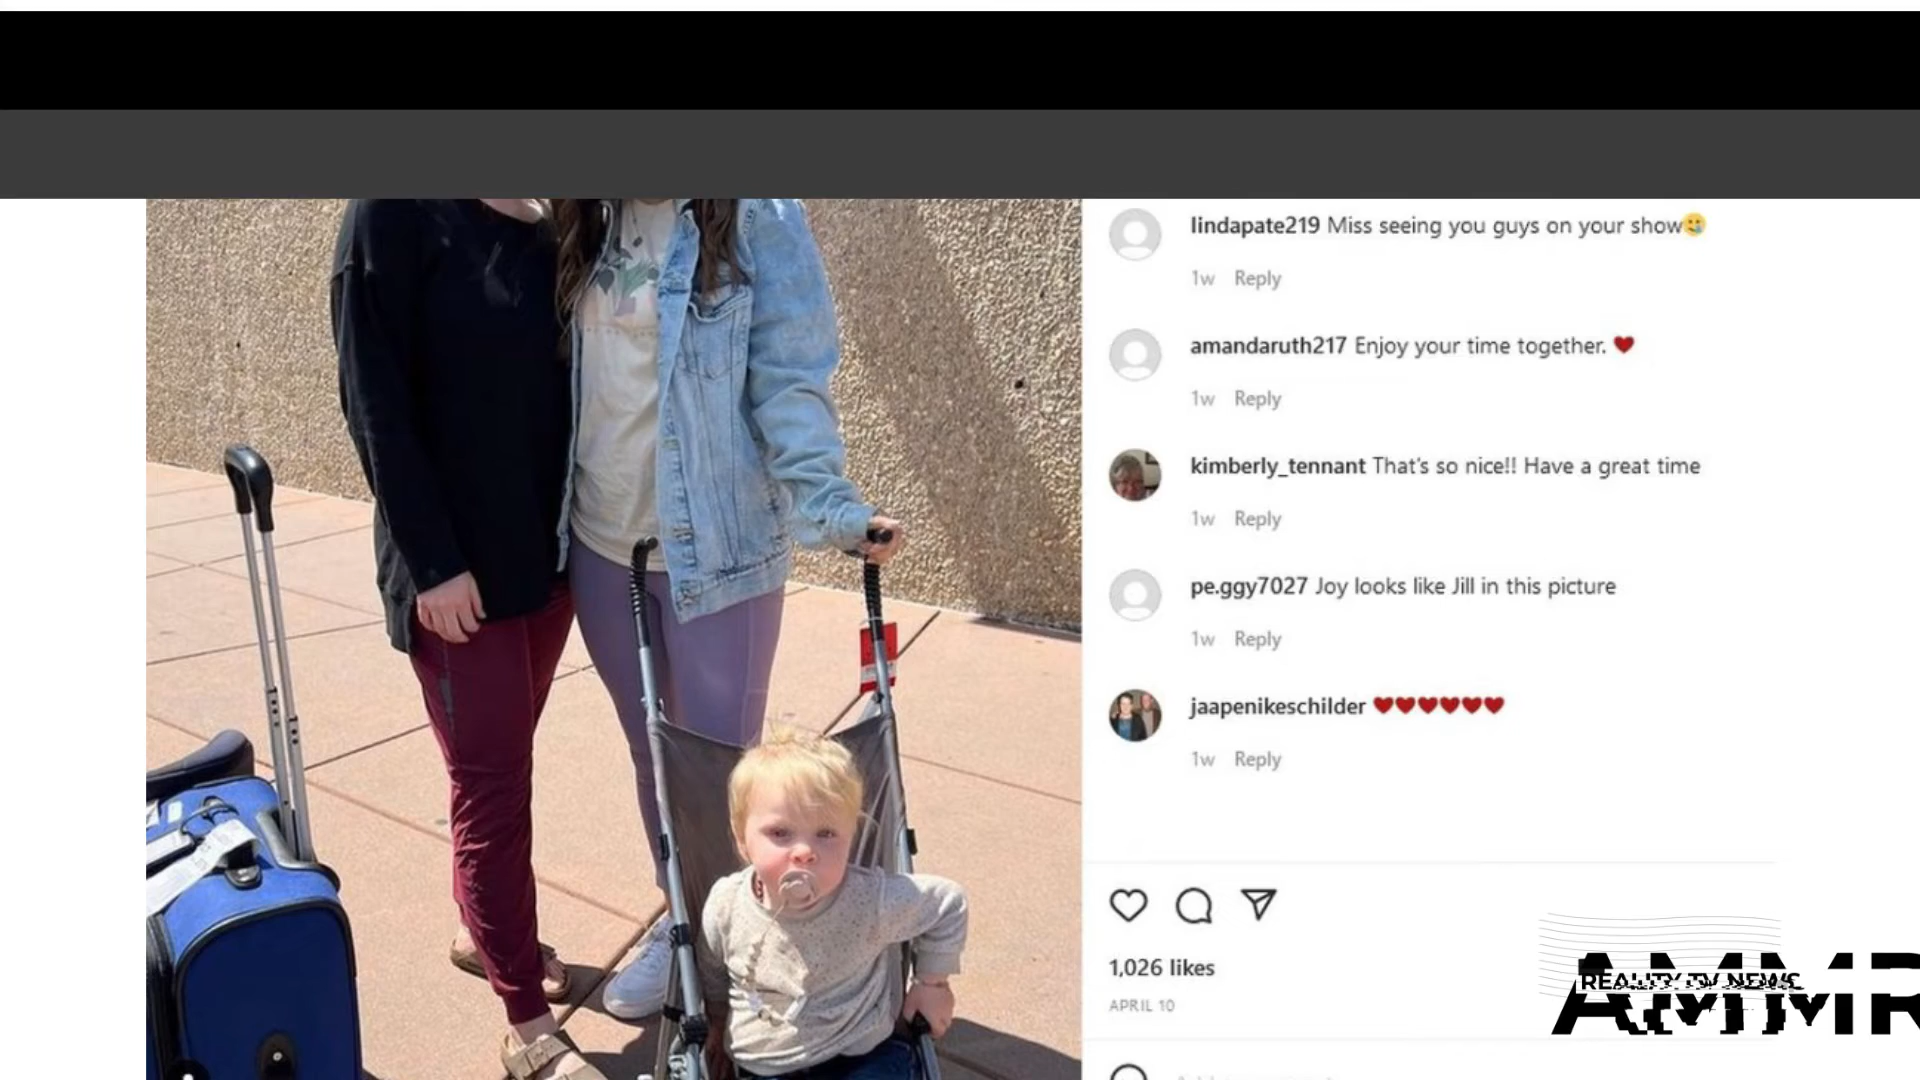 lindapate219 Miss seeing you guys on your show🥲
1w Reply
amandaruth217 Enjoy your time together. ❤
1w Reply
kimberly_tennant That's so nice!! Have a great time
1w Reply
pe.ggy7027 Joy looks like Jill in this picture
1w Reply
jaapenikeschilder ❤❤❤❤❤❤
1w Reply
1,026 likes
APRIL 10
REALITY TV NEWS